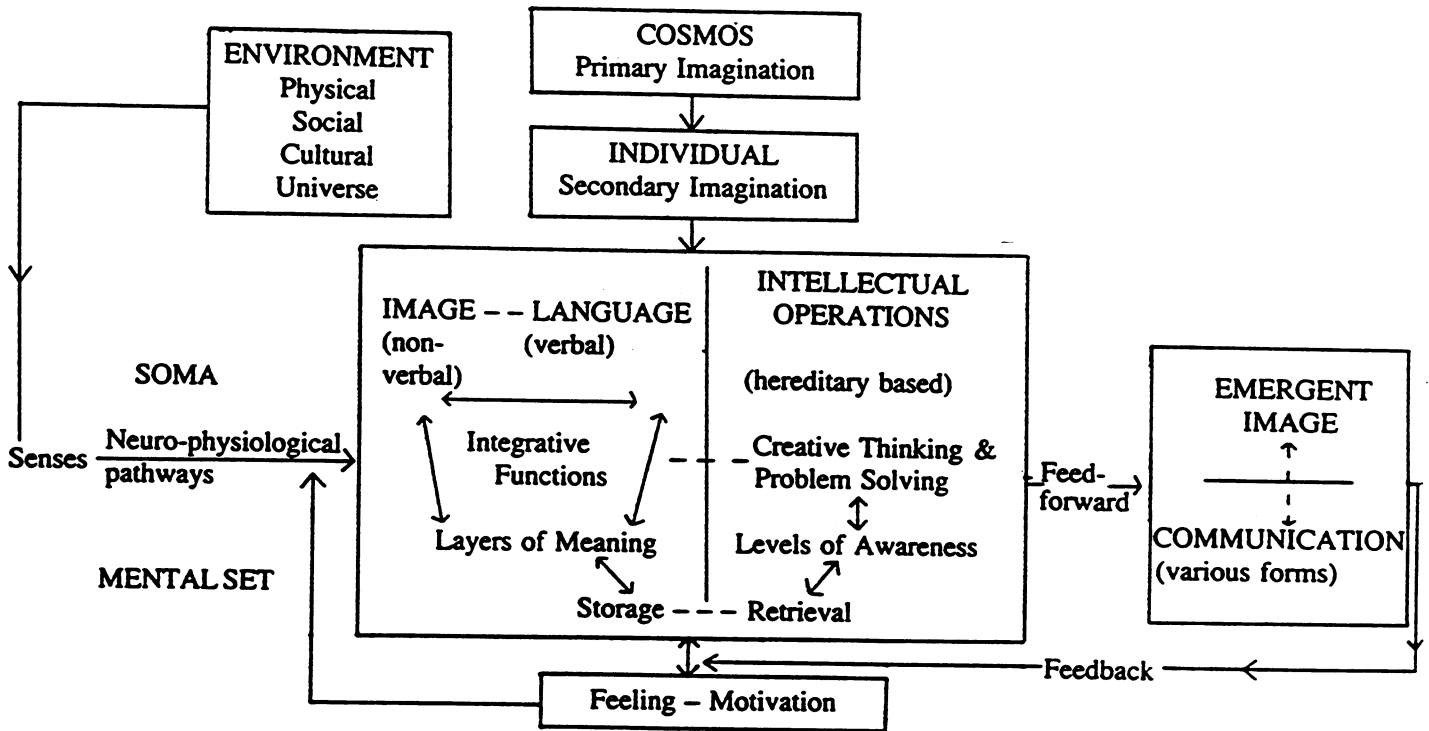 ENVIRONMENT
Physical
Social
Cultural
Universe
COSMOS
Primary Imagination
INDIVIDUAL
Secondary Imagination
SOMA
Senses
Neuro-physiological
pathways
MENTAL SET
IMAGE -- LANGUAGE
(non-
verbal)
(verbal)
Integrative
Functions
Layers of Meaning
Storage --- Retrieval
INTELLECTUAL
OPERATIONS
(hereditary based)
Creative Thinking &
Problem Solving
Levels of Awareness
Feed-
forward
EMERGENT
IMAGE
COMMUNICATION
(various forms)
Feedback
Feeling – Motivation